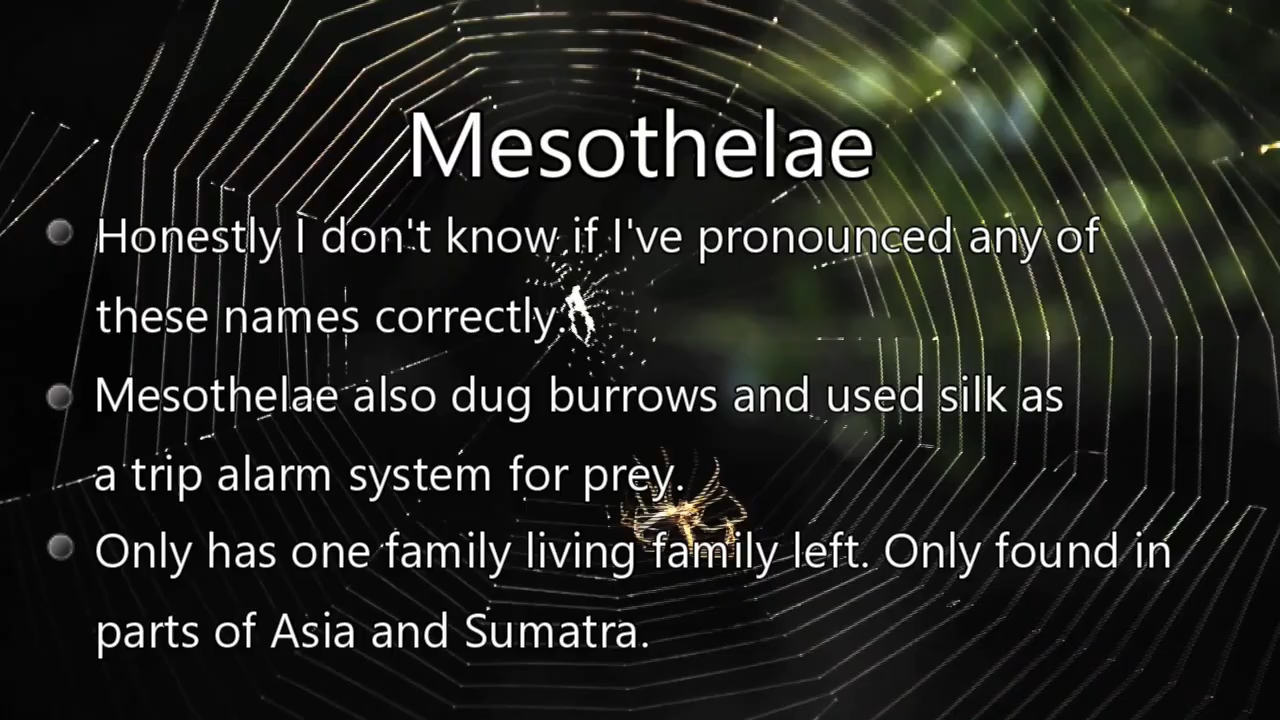 Mesothelae
Honestly I don't know if I've pronounced any of
these names correctly.
Mesothelae also dug burrows and used silk as
a trip alarm system for prey.
Only has one family living family left. Only found in
parts of Asia and Sumatra.